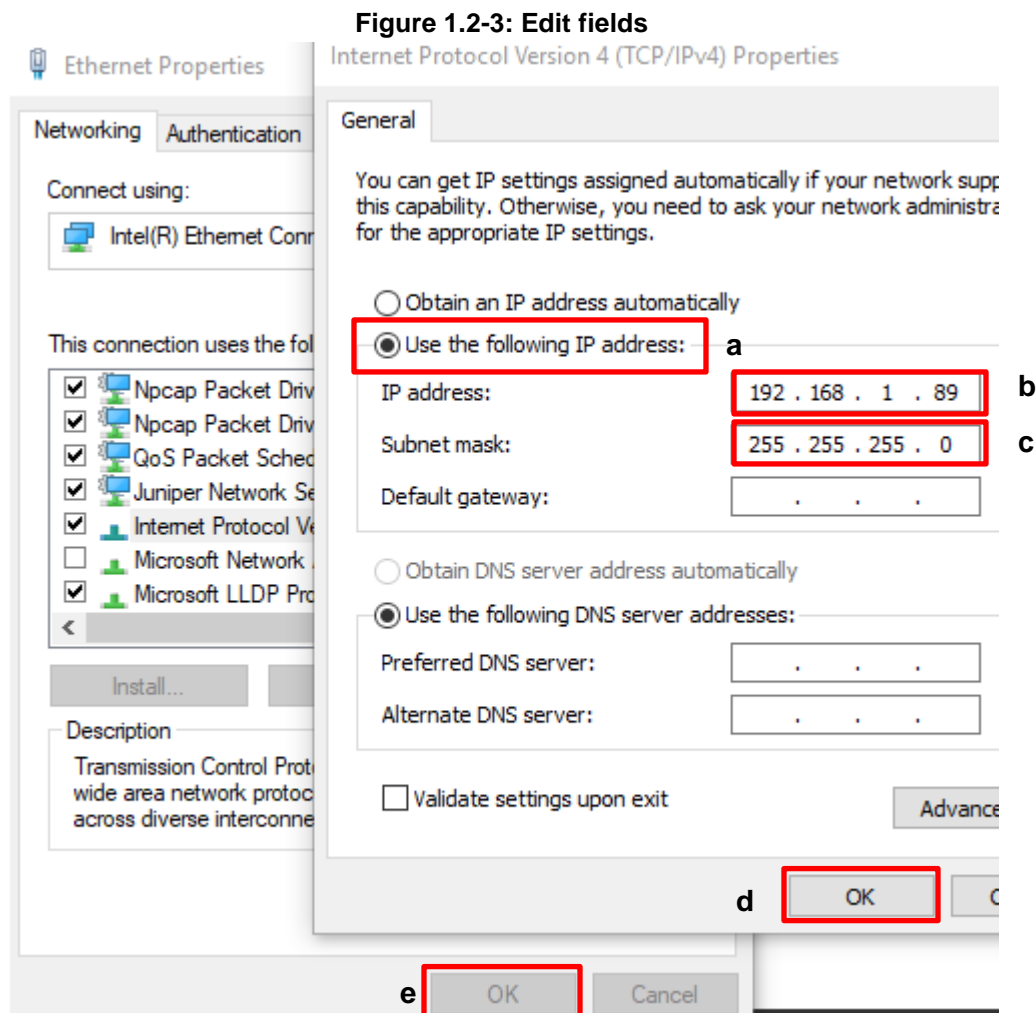 Figure 1.2-3: Edit fields
Ethernet Properties
Networking
Authentication
Connect using:
Intel(R) Ethernet Conn
This connection uses the fol
Npcap Packet Driv
Npcap Packet Driv
QoS Packet Sched
Juniper Network Se
Internet Protocol Ve
Microsoft Network
Microsoft LLDP Pro
Install...
Description
Transmission Control Prot
wide area network protoc
across diverse interconne
e
OK
Cancel
Internet Protocol Version 4 (TCP/IPv4) Properties
General
You can get IP settings assigned automatically if your network supp
this capability. Otherwise, you need to ask your network administra
for the appropriate IP settings.
Obtain an IP address automatically
Use the following IP address: a
IP address: 192 . 168 . 1 . 89 b
Subnet mask: 255 . 255 . 255 . 0 c
Default gateway: . . .
Obtain DNS server address automatically
Use the following DNS server addresses:
Preferred DNS server: . . .
Alternate DNS server: . . .
Validate settings upon exit
Advance
d OK C